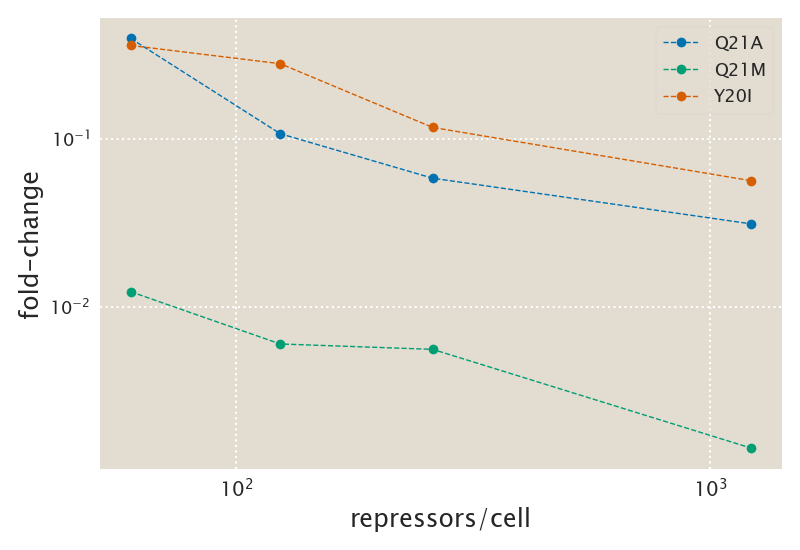 Q21A
Q21M
Y20I
10⁻¹
10⁻²
fold-change
10²
10³
repressors/cell